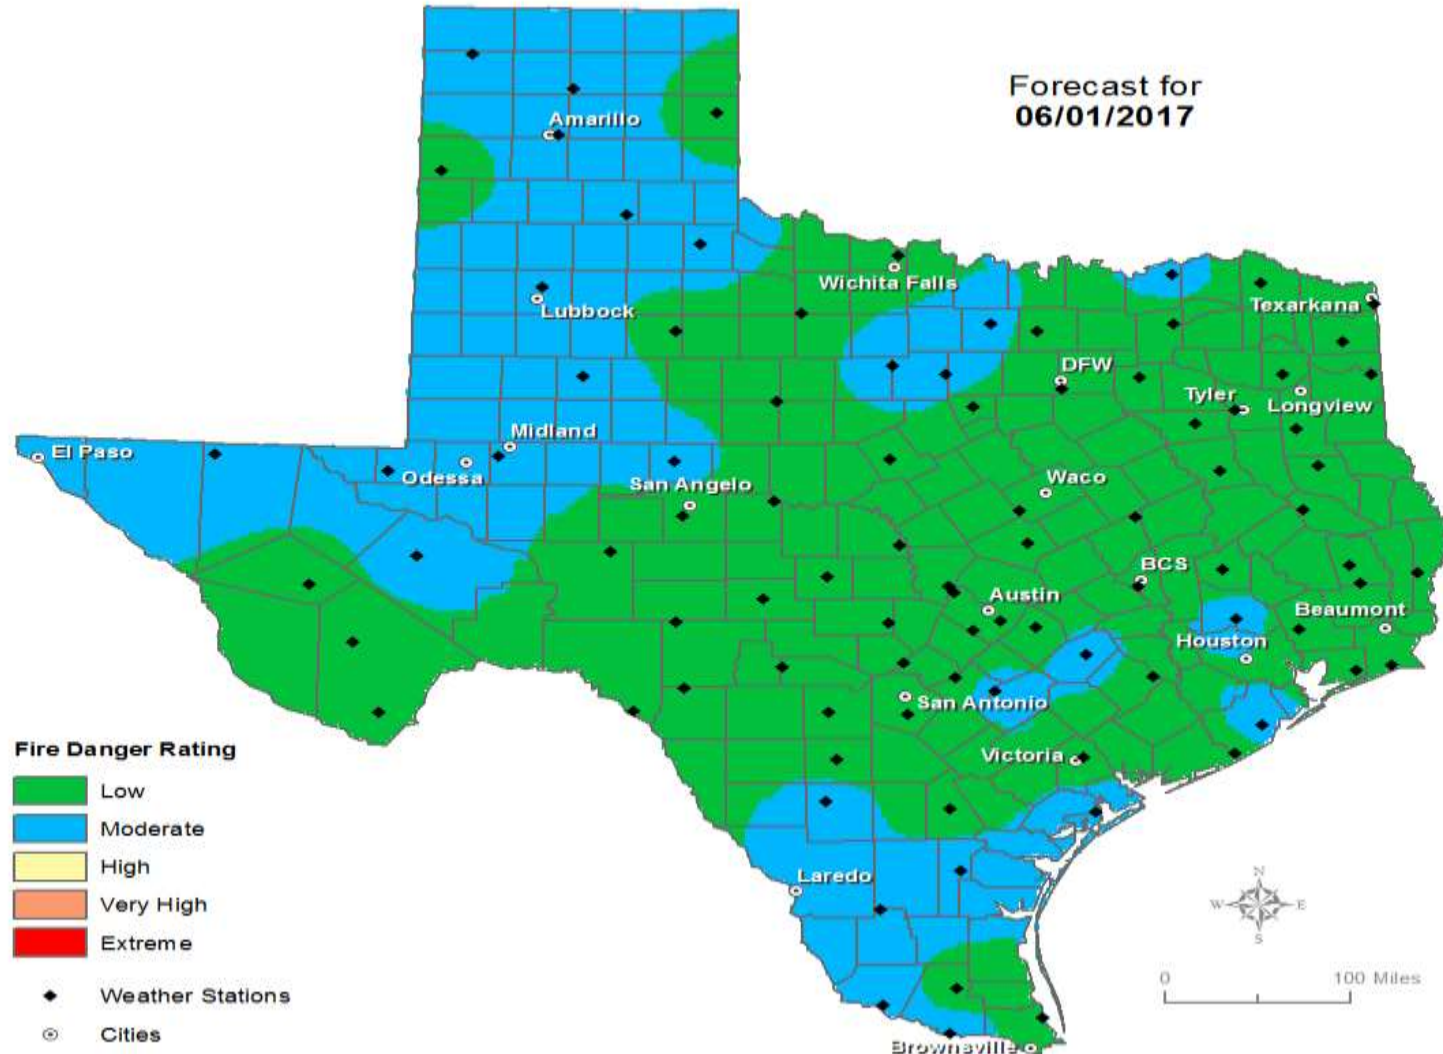 Forecast for
06/01/2017
Amarillo
Wichita Falls
Texarkana
Lubbock
DFW
Tyler
Longview
Midland
El Paso
Odessa
San Angelo
Waco
BCS
Austin
Beaumont
Houston
San Antonio
Victoria
Laredo
Brownsville
Fire Danger Rating
Low
Moderate
High
Very High
Extreme
Weather Stations
Cities
N
W E
S
0 100 Miles